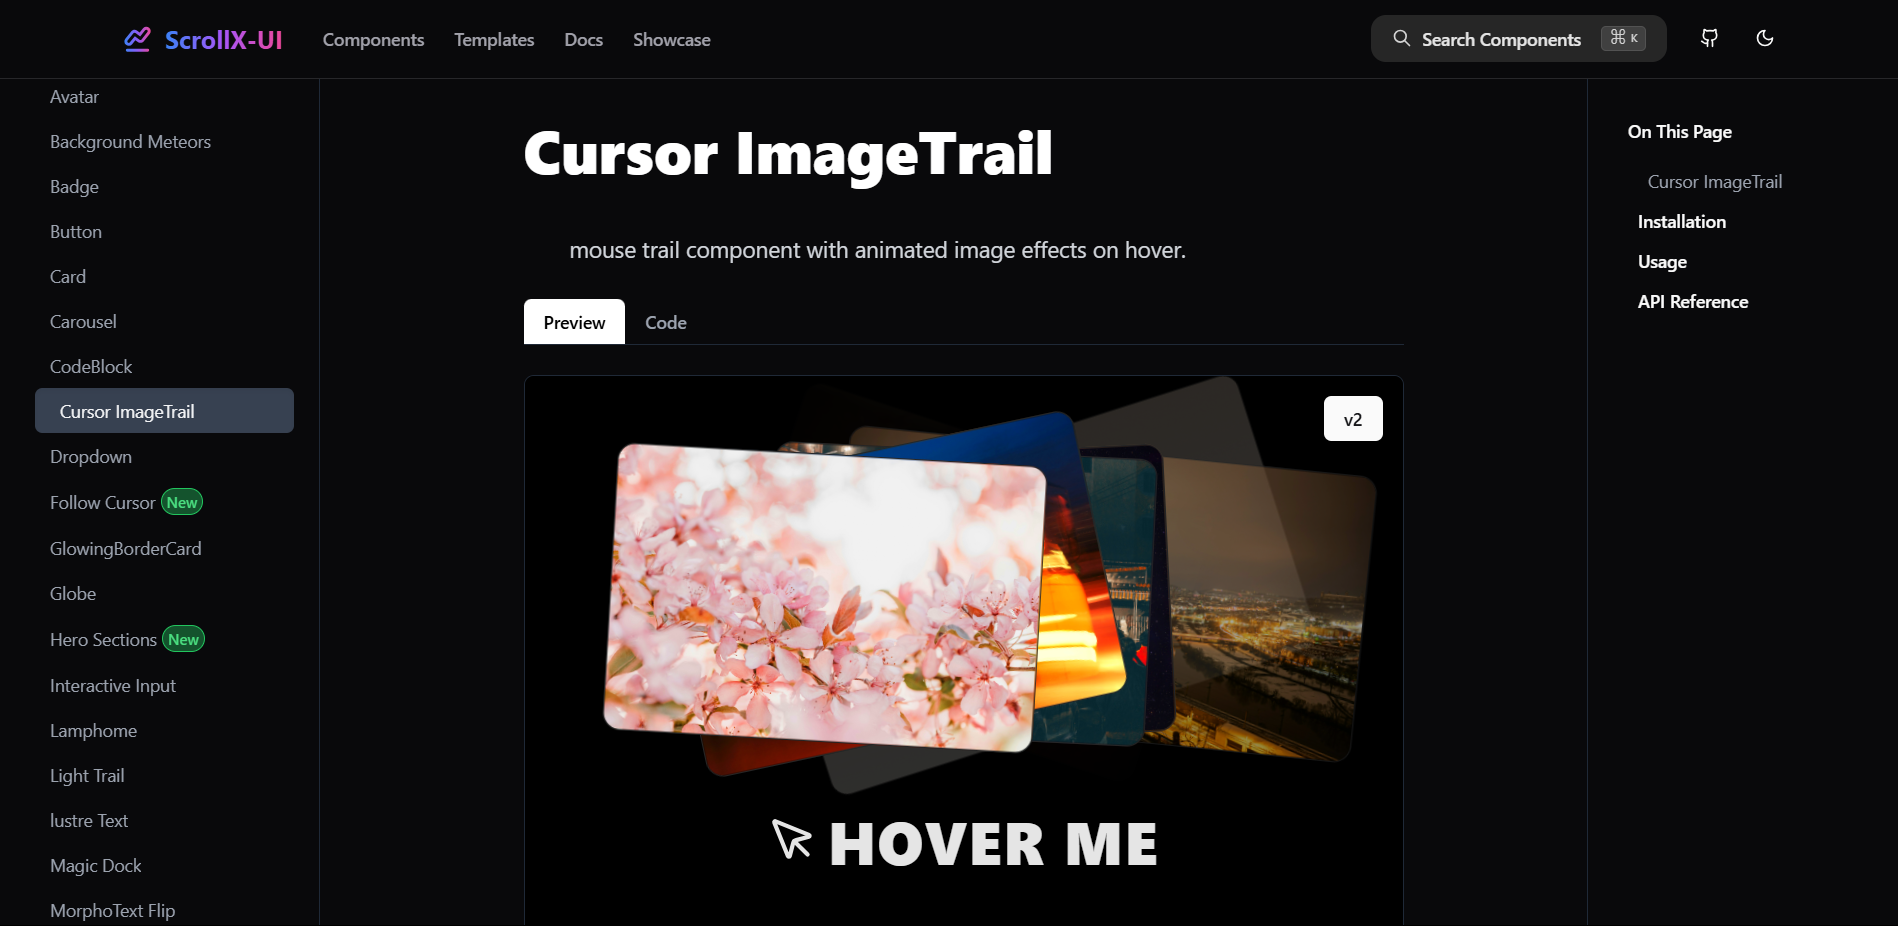 ScrollX-UI
Components
Templates
Docs
Showcase
Search Components
⌘ K
Avatar
Background Meteors
Badge
Button
Card
Carousel
CodeBlock
Cursor ImageTrail
Dropdown
Follow Cursor New
GlowingBorderCard
Globe
Hero Sections New
Interactive Input
Lamphome
Light Trail
lustre Text
Magic Dock
MorphoText Flip
Cursor ImageTrail
mouse trail component with animated image effects on hover.
Preview
Code
v2
HOVER ME
On This Page
Cursor ImageTrail
Installation
Usage
API Reference